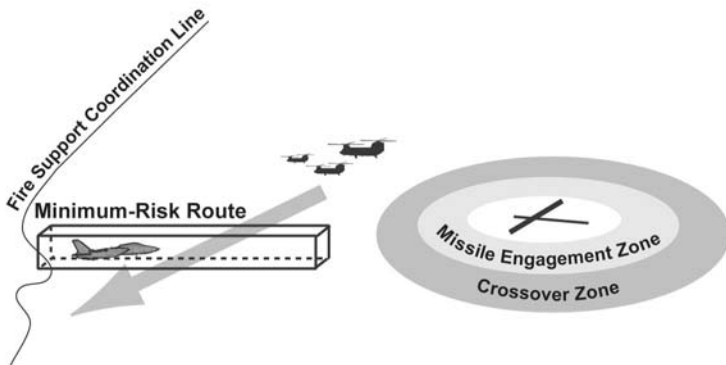 Fire Support Coordination Line
Minimum-Risk Route
Missile Engagement Zone
Crossover Zone